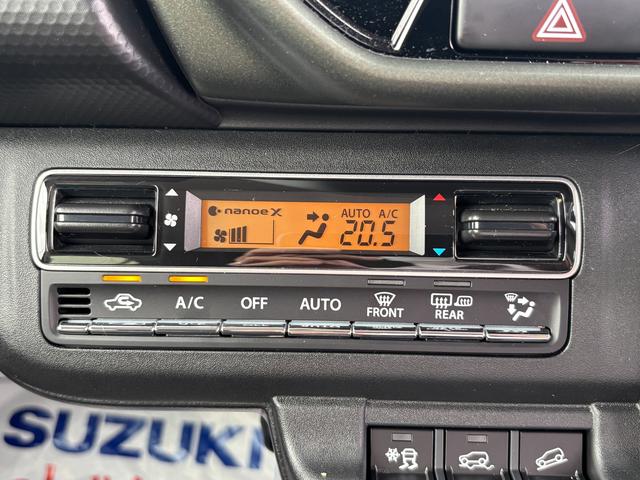 nanoe X
AUTO A/C
20.5
A/C OFF AUTO FRONT REAR
SUZUKI